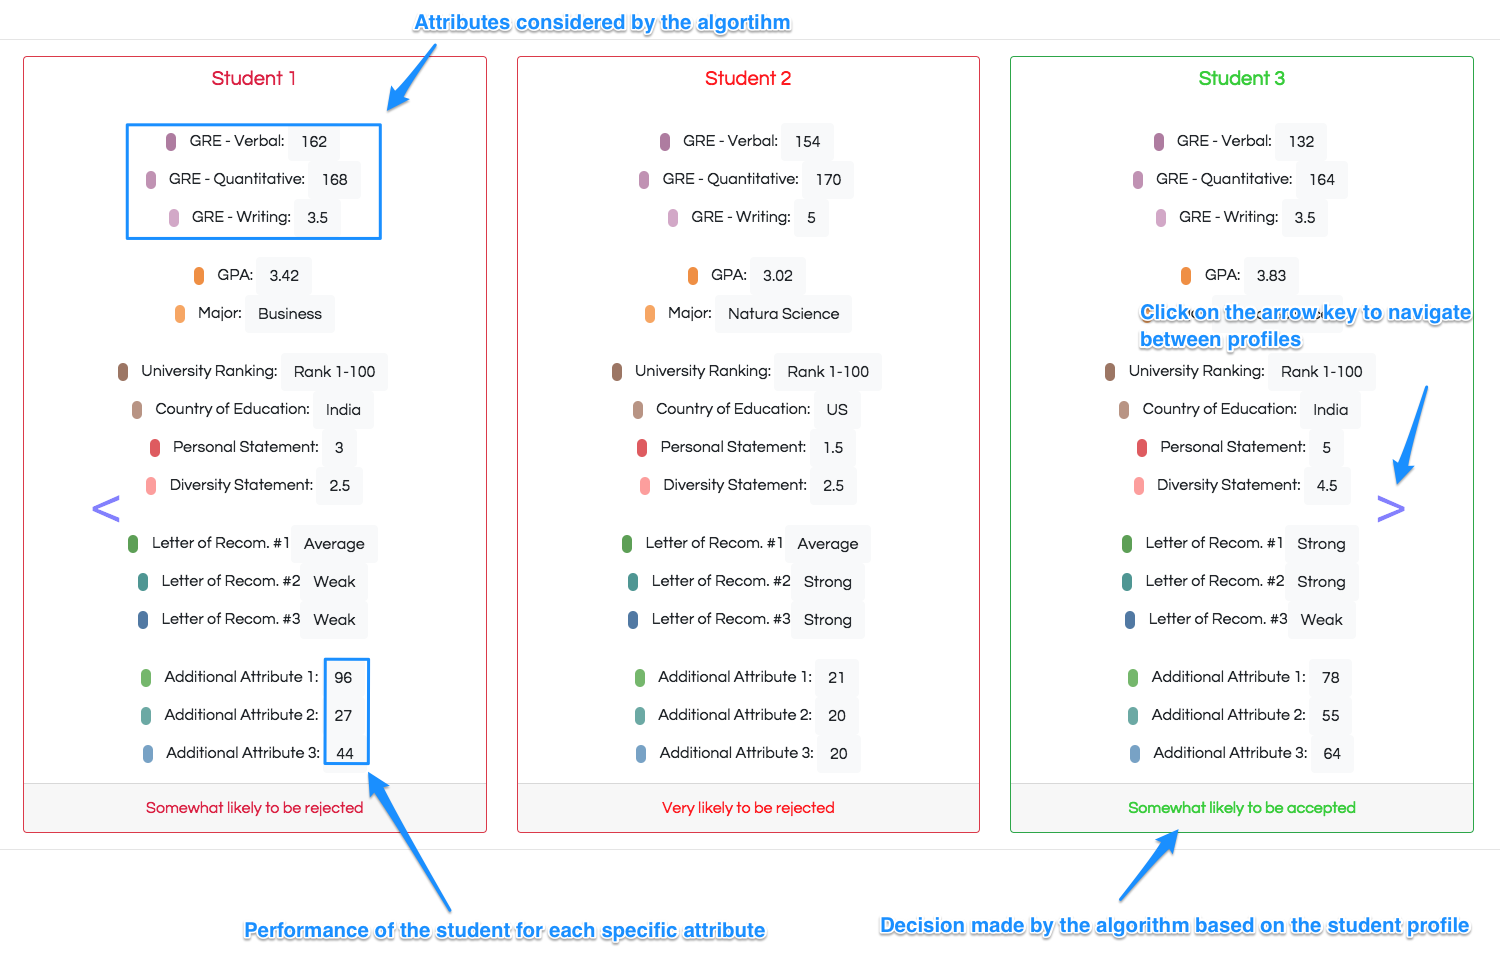 Attributes considered by the algortihm
Student 1
GRE - Verbal: 162
GRE - Quantitative: 168
GRE - Writing: 3.5
GPA: 3.42
Major: Business
University Ranking: Rank 1-100
Country of Education: India
Personal Statement: 3
Diversity Statement: 2.5
<
Letter of Recom. #1 Average
Letter of Recom. #2 Weak
Letter of Recom. #3 Weak
Additional Attribute 1: 96
Additional Attribute 2: 27
Additional Attribute 3: 44
Somewhat likely to be rejected
Student 2
GRE - Verbal: 154
GRE - Quantitative: 170
GRE - Writing: 5
GPA: 3.02
Major: Natura Science
University Ranking: Rank 1-100
Country of Education: US
Personal Statement: 1.5
Diversity Statement: 2.5
Letter of Recom. #1 Average
Letter of Recom. #2 Strong
Letter of Recom. #3 Strong
Additional Attribute 1: 21
Additional Attribute 2: 20
Additional Attribute 3: 20
Very likely to be rejected
Student 3
GRE - Verbal: 132
GRE - Quantitative: 164
GRE - Writing: 3.5
GPA: 3.83
Click on the arrow key to navigate
between profiles
University Ranking: Rank 1-100
Country of Education: India
Personal Statement: 5
Diversity Statement: 4.5
>
Letter of Recom. #1 Strong
Letter of Recom. #2 Strong
Letter of Recom. #3 Weak
Additional Attribute 1: 78
Additional Attribute 2: 55
Additional Attribute 3: 64
Somewhat likely to be accepted
Performance of the student for each specific attribute
Decision made by the algorithm based on the student profile